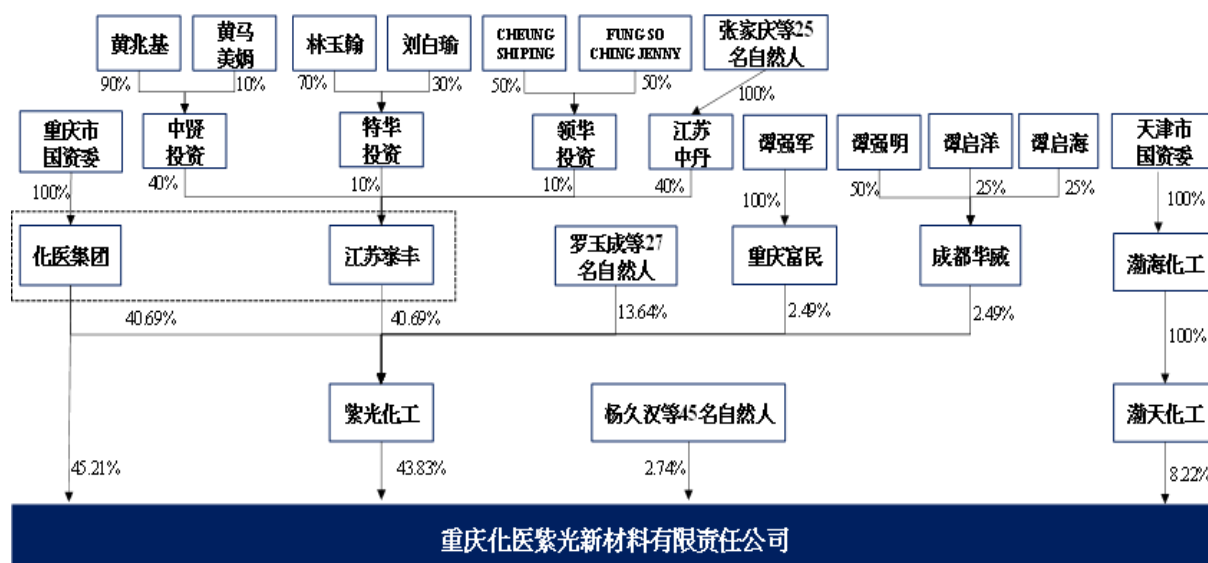 黄兆基
黄马
美娟
林玉翰
刘白瑜
CHEUNG
SHIPING
FUNG SO
CHING JENNY
张家庆等25
名自然人
90%
10%
70%
30%
50%
50%
100%
重庆市
国资委
中贤
投资
特华
投资
领华
投资
江苏
中丹
谭强军
谭强明
谭启洋
谭启海
天津市
国资委
100%
40%
10%
10%
40%
100%
50%
25%
25%
100%
化医集团
江苏泰丰
罗玉成等27
名自然人
重庆富民
成都华威
渤海化工
40.69%
40.69%
13.64%
2.49%
2.49%
100%
紫光化工
杨久汉等45名自然人
渤天化工
45.21%
43.83%
2.74%
8.22%
重庆化医紫光新材料有限责任公司